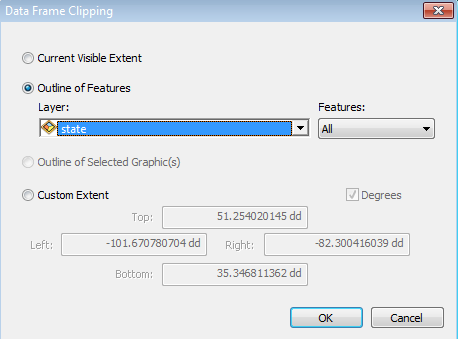 Data Frame Clipping
Current Visible Extent
Outline of Features
Layer: Features:
state All
Outline of Selected Graphic(s)
Custom Extent Degrees
Top: 51.254020145 dd
Left: -101.670780704 dd Right: -82.300416039 dd
Bottom: 35.346811362 dd
OK Cancel